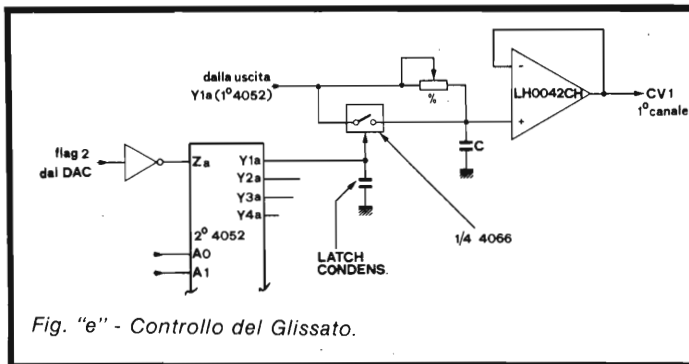 dalla uscita
Y1a (1° 4052)
%
LH0042CH
-
+
CV1
1° canale
C
flag 2
dai DAC
Za
Y1a
Y2a
Y3a
Y4a
2° 4052
A0
A1
LATCH
CONDENS.
1/4 4066
Fig. "e" - Controllo del Glissato.